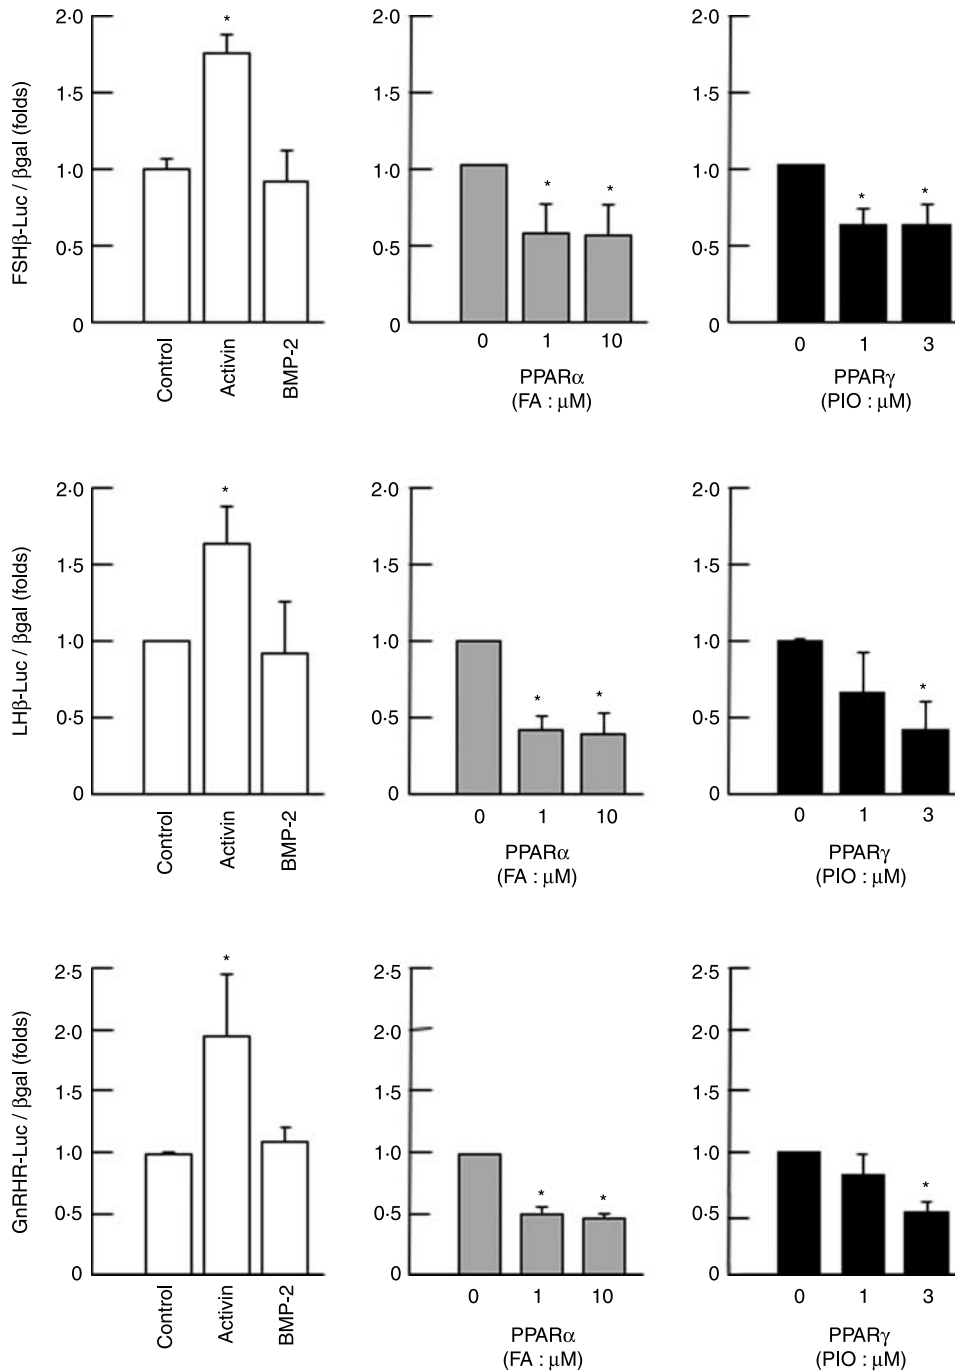 FSHβ-Luc / βgal (folds)
2·0
1·5
1·0
0·5
0
*
Control
Activin
BMP-2
2·0
1·5
1·0
0·5
0
* *
0 1 10
PPARα
(FA : μM)
2·0
1·5
1·0
0·5
0
* *
0 1 3
PPARγ
(PIO : μM)
LHβ-Luc / βgal (folds)
2·0
1·5
1·0
0·5
0
*
Control
Activin
BMP-2
2·0
1·5
1·0
0·5
0
* *
0 1 10
PPARα
(FA : μM)
2·0
1·5
1·0
0·5
0
*
0 1 3
PPARγ
(PIO : μM)
GnRHR-Luc / βgal (folds)
2·5
2·0
1·5
1·0
0·5
0
*
Control
Activin
BMP-2
2·5
2·0
1·5
1·0
0·5
0
* *
0 1 10
PPARα
(FA : μM)
2·5
2·0
1·5
1·0
0·5
0
*
0 1 3
PPARγ
(PIO : μM)